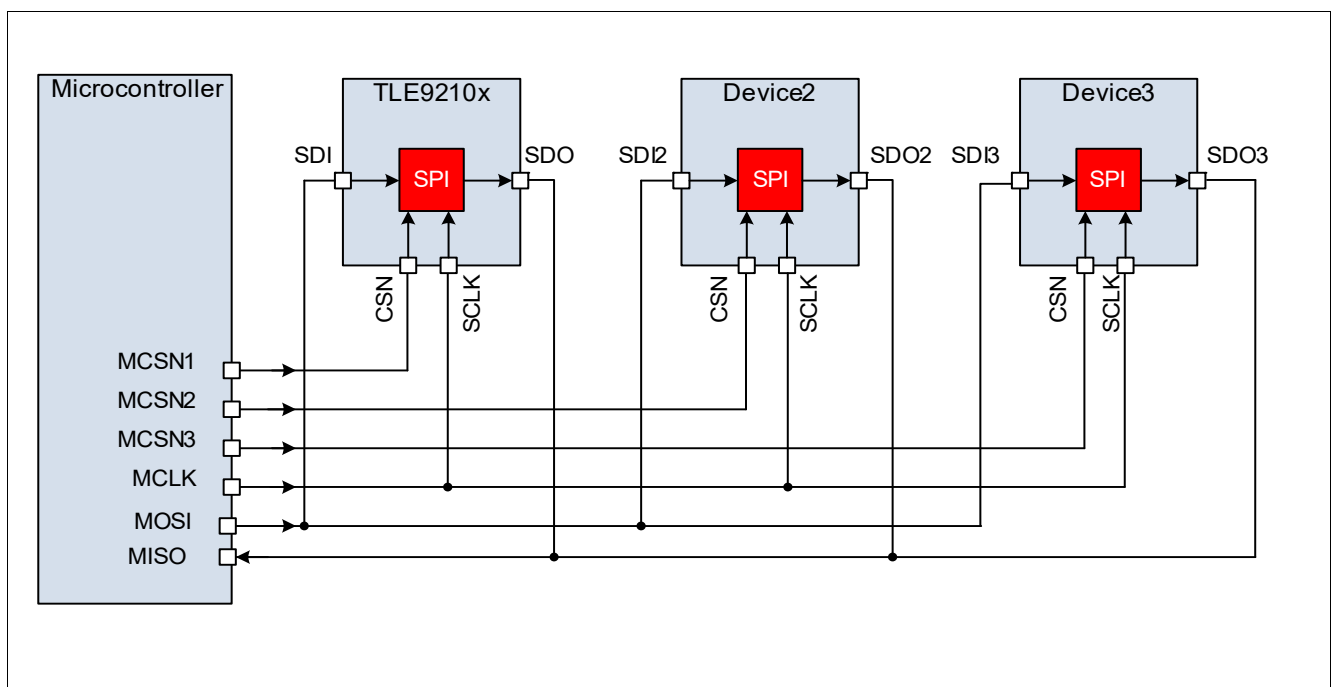 Microcontroller
TLE9210x
Device2
Device3
SDI
SPI
SDO
SDI2
SPI
SDO2
SDI3
SPI
SDO3
CSN
SCLK
CSN
SCLK
CSN
SCLK
MCSN1
MCSN2
MCSN3
MCLK
MOSI
MISO